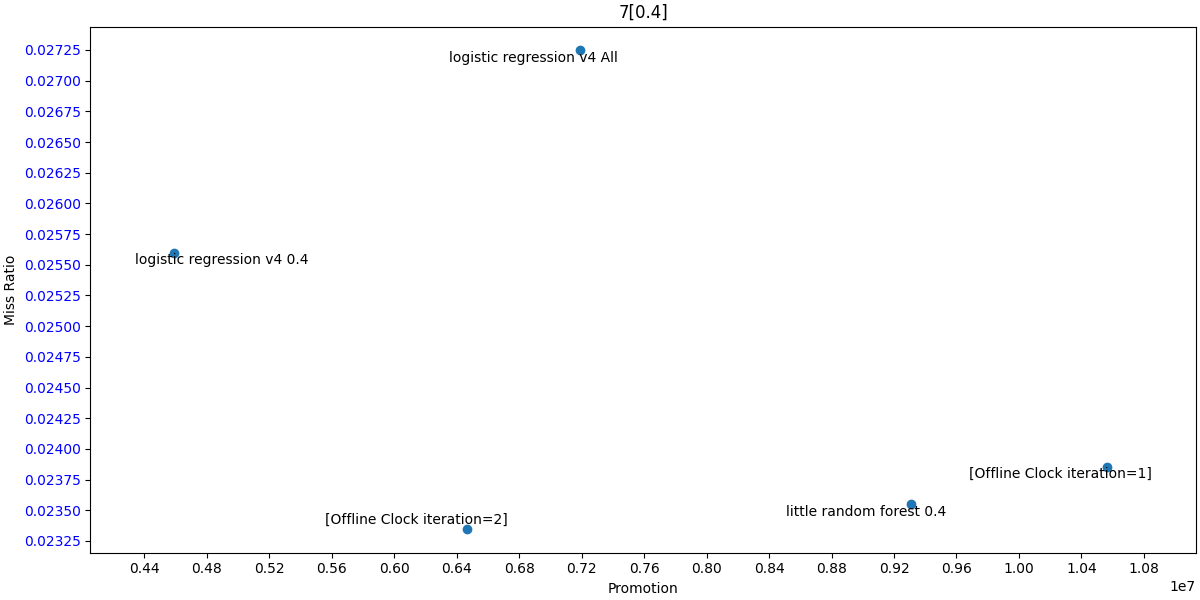 7[0.4]
0.02725
logistic regression v4 All
0.02700
0.02675
0.02650
0.02625
0.02600
0.02575
logistic regression v4 0.4
0.02550
0.02525
Miss Ratio
0.02500
0.02475
0.02450
0.02425
0.02400
[Offline Clock iteration=1]
0.02375
little random forest 0.4
0.02350
[Offline Clock iteration=2]
0.02325
0.44 0.48 0.52 0.56 0.60 0.64 0.68 0.72 0.76 0.80 0.84 0.88 0.92 0.96 1.00 1.04 1.08
Promotion
1e7